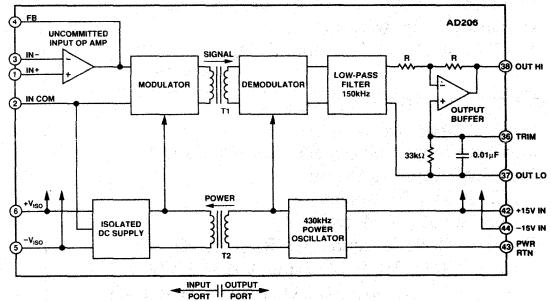 AD206
4 FB
UNCOMMITTED
INPUT OP AMP
3 IN−
−
1 IN+
+
2 IN COM
SIGNAL
MODULATOR
T1
DEMODULATOR
LOW-PASS
FILTER
150kHz
R
R
38 OUT HI
−
+
OUTPUT
BUFFER
36 TRIM
33kΩ
0.01µF
37 OUT LO
POWER
6 +VISO
5 −VISO
ISOLATED
DC SUPPLY
T2
430kHz
POWER
OSCILLATOR
42 +15V IN
44 −15V IN
43 PWR
RTN
INPUT OUTPUT
PORT PORT